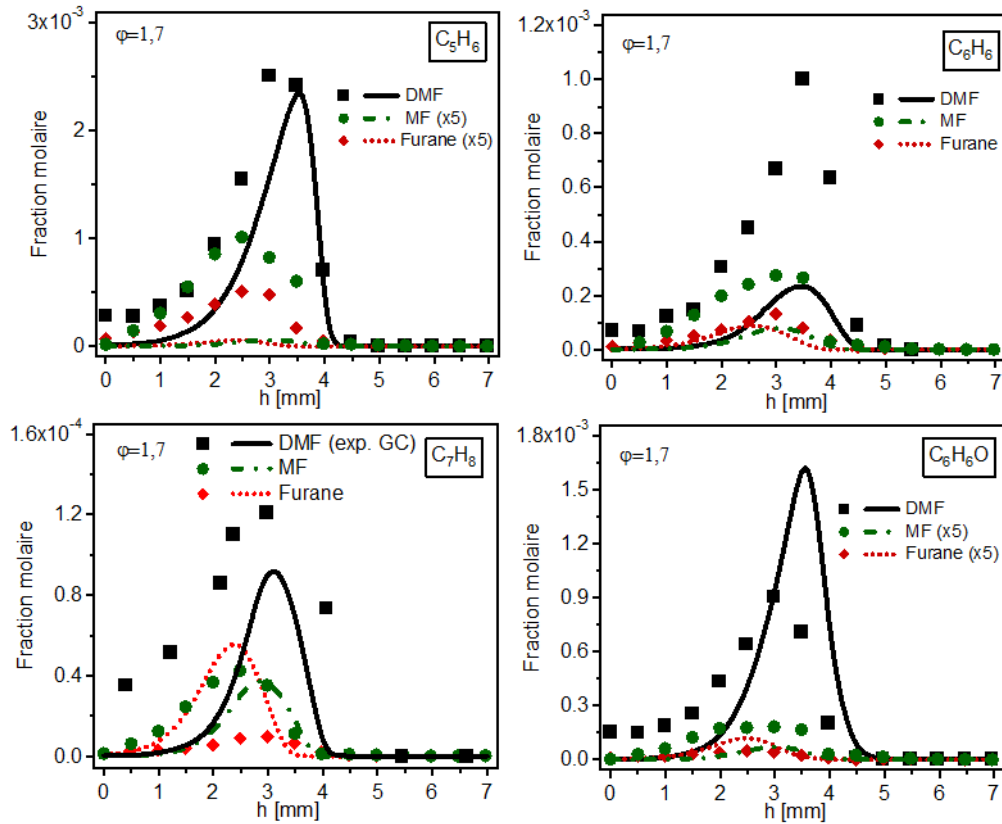 3x10⁻³
φ=1,7
C₅H₆
DMF
MF (x5)
Furane (x5)
2
1
0
Fraction molaire
0 1 2 3 4 5 6 7
h [mm]
1.2x10⁻³
φ=1,7
C₆H₆
DMF
MF
Furane
1.0
0.8
0.6
0.4
0.2
0.0
Fraction molaire
0 1 2 3 4 5 6 7
h [mm]
1.6x10⁻⁴
φ=1,7
C₇H₈
DMF (exp. GC)
MF
Furane
1.2
0.8
0.4
0.0
Fraction molaire
0 1 2 3 4 5 6 7
h [mm]
1.8x10⁻³
φ=1,7
C₆H₆O
DMF
MF (x5)
Furane (x5)
1.5
1.2
0.9
0.6
0.3
0.0
Fraction molaire
0 1 2 3 4 5 6 7
h [mm]